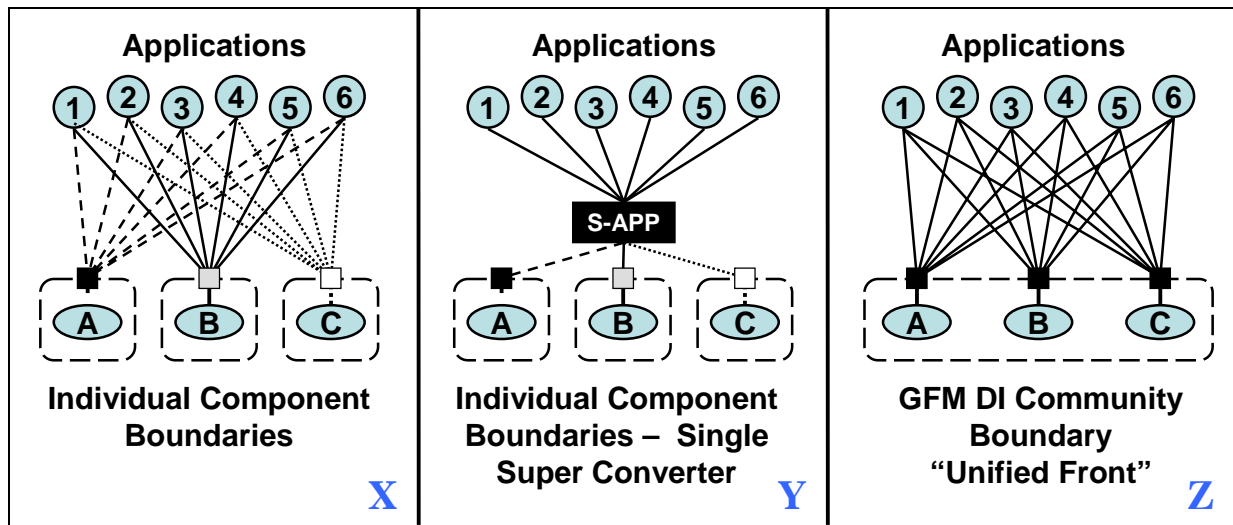 Applications
1 2 3 4 5 6
A B C
Individual Component
Boundaries
X
Applications
1 2 3 4 5 6
S-APP
A B C
Individual Component
Boundaries – Single
Super Converter
Y
Applications
1 2 3 4 5 6
A B C
GFM DI Community
Boundary
“Unified Front”
Z